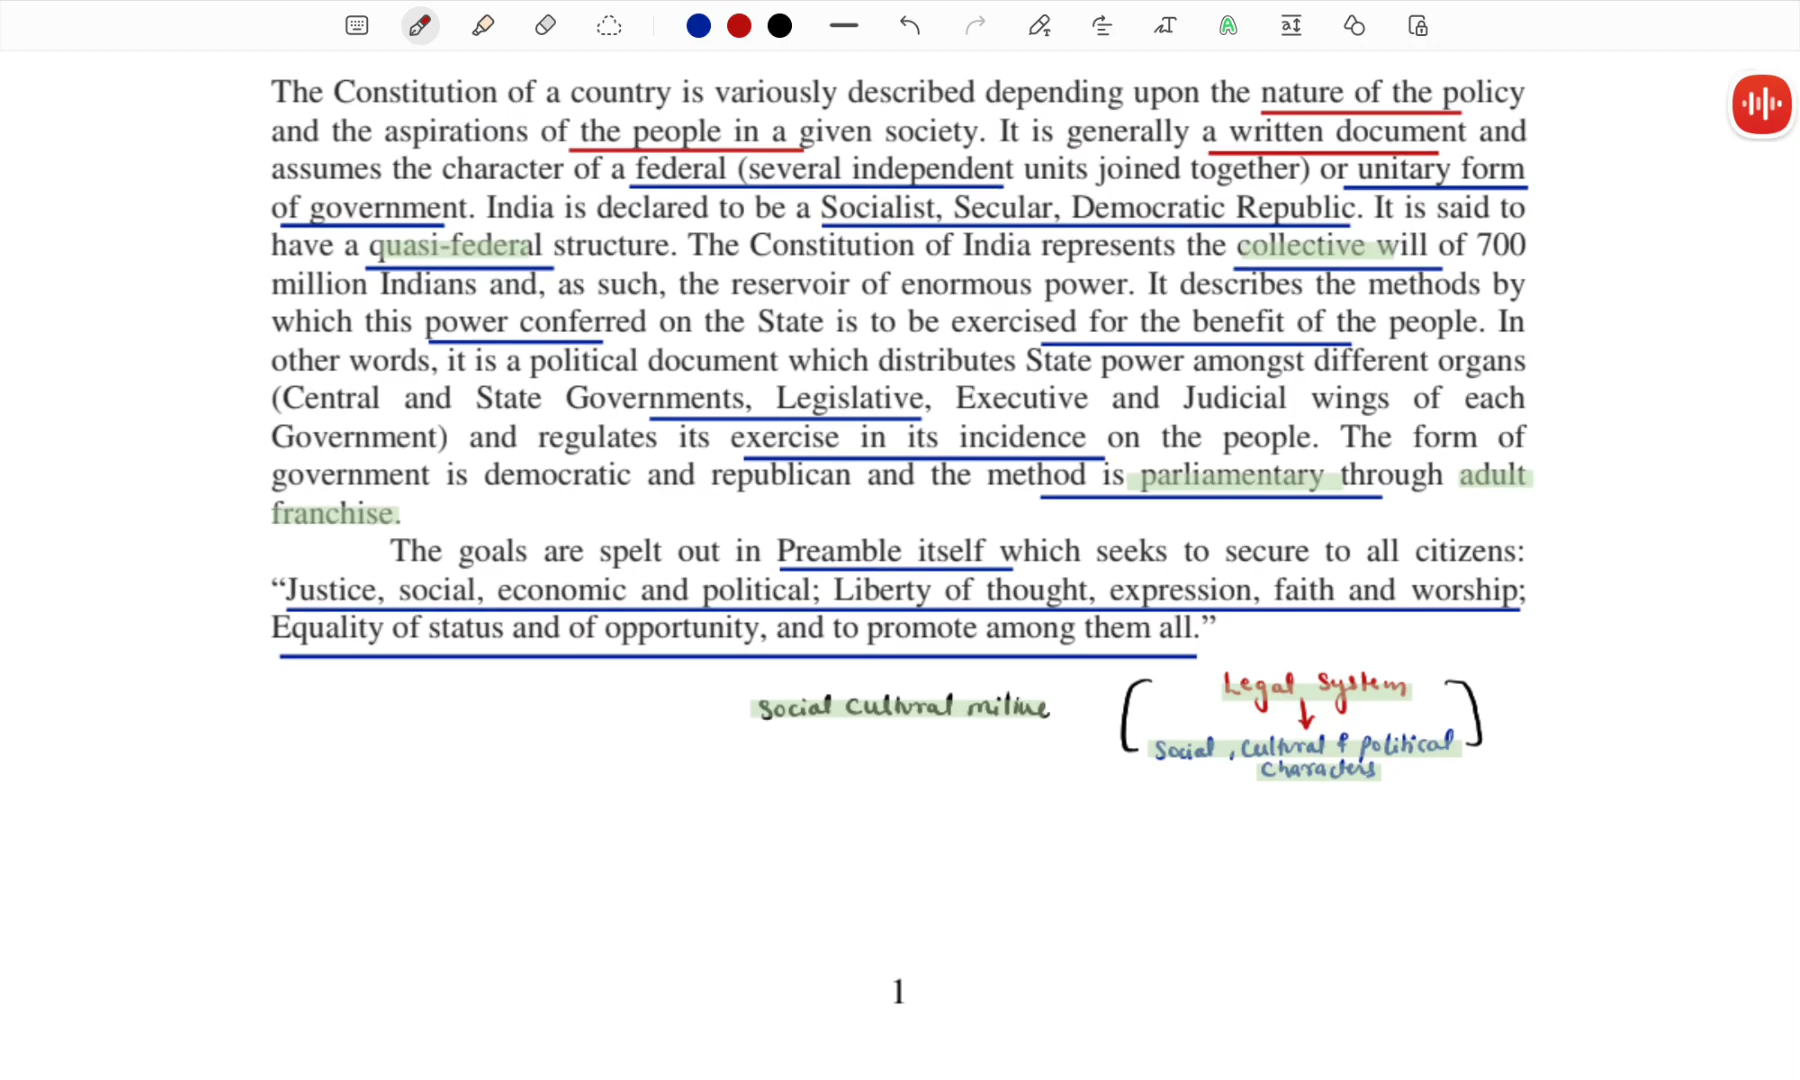 The Constitution of a country is variously described depending upon the nature of the policy
and the aspirations of the people in a given society. It is generally a written document and
assumes the character of a federal (several independent units joined together) or unitary form
of government. India is declared to be a Socialist, Secular, Democratic Republic. It is said to
have a quasi-federal structure. The Constitution of India represents the collective will of 700
million Indians and, as such, the reservoir of enormous power. It describes the methods by
which this power conferred on the State is to be exercised for the benefit of the people. In
other words, it is a political document which distributes State power amongst different organs
(Central and State Governments, Legislative, Executive and Judicial wings of each
Government) and regulates its exercise in its incidence on the people. The form of
government is democratic and republican and the method is parliamentary through adult
franchise.
The goals are spelt out in Preamble itself which seeks to secure to all citizens:
“Justice, social, economic and political; Liberty of thought, expression, faith and worship;
Equality of status and of opportunity, and to promote among them all.”
Legal System
Social Cultural
Social, Cultural & Political
Characters
1